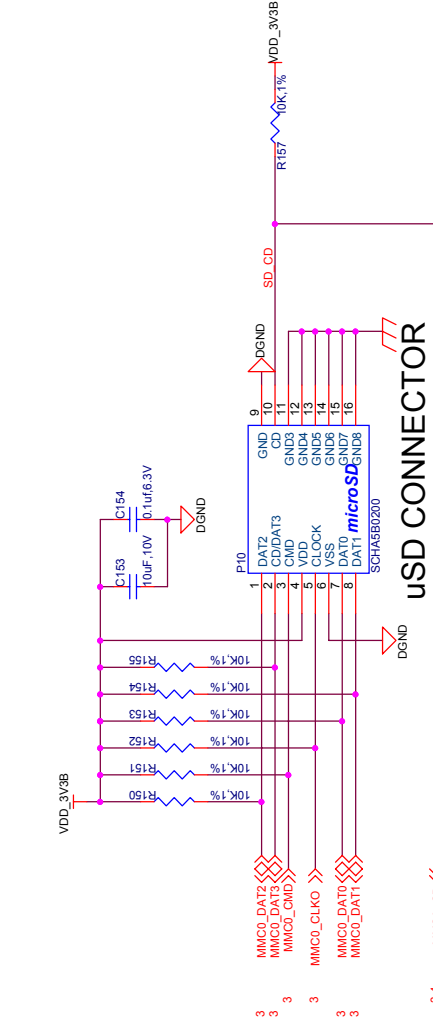 VDD_3V3B
10K,1%
R157
SD_CD
DGND
9
10
11
12
13
14
15
16
GND
CD
GND3
GND4
GND5
GND6
GND7
GND8
microSD
SCHA5B0200
P10
DAT2
CD/DAT3
CMD
VDD
CLOCK
VSS
DAT0
DAT1
1
2
3
4
5
6
7
8
uSD CONNECTOR
C154
0.1uf,6.3V
C153
10uF,10V
DGND
DGND
R155
10K,1%
R154
10K,1%
R153
10K,1%
R152
10K,1%
R151
10K,1%
R150
10K,1%
VDD_3V3B
MMC0_DAT2
MMC0_DAT3
MMC0_CMD
MMC0_CLKO
MMC0_DAT0
MMC0_DAT1
3
3
3
3
3
3